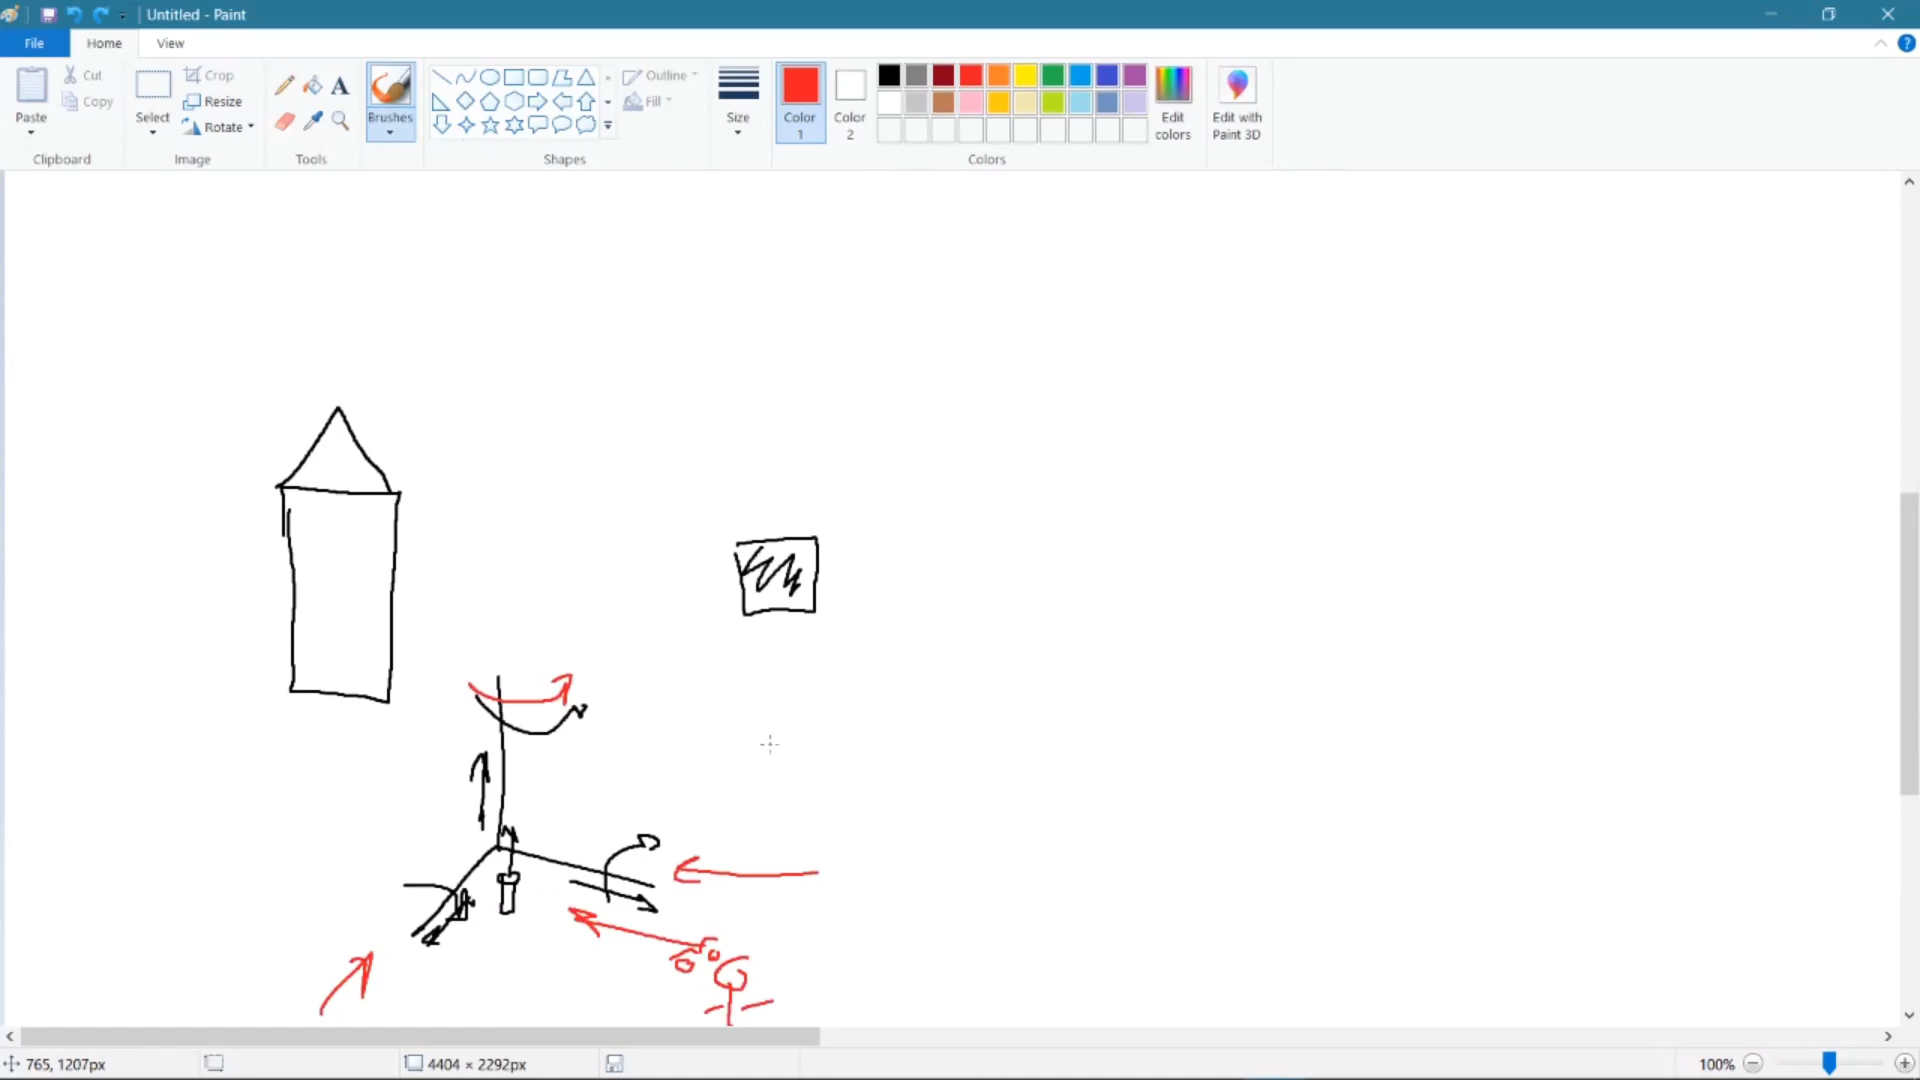 Untitled - Paint
File
Home
View
Paste
Cut
Copy
Clipboard
Select
Crop
Resize
Rotate
Image
A
Tools
Brushes
Outline
Fill
Shapes
Size
Color
1
Color
2
Colors
Edit
colors
Edit with
Paint 3D
765, 1207px
4404 × 2292px
100%